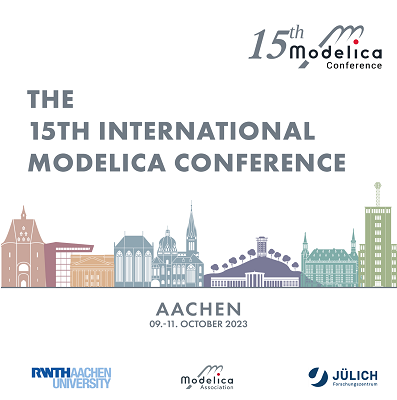 15th Modelica
Conference
THE
15TH INTERNATIONAL
MODELICA CONFERENCE
AACHEN
09.-11. OCTOBER 2023
RWTHAACHEN
UNIVERSITY
Modelica
Association
JÜLICH
Forschungszentrum